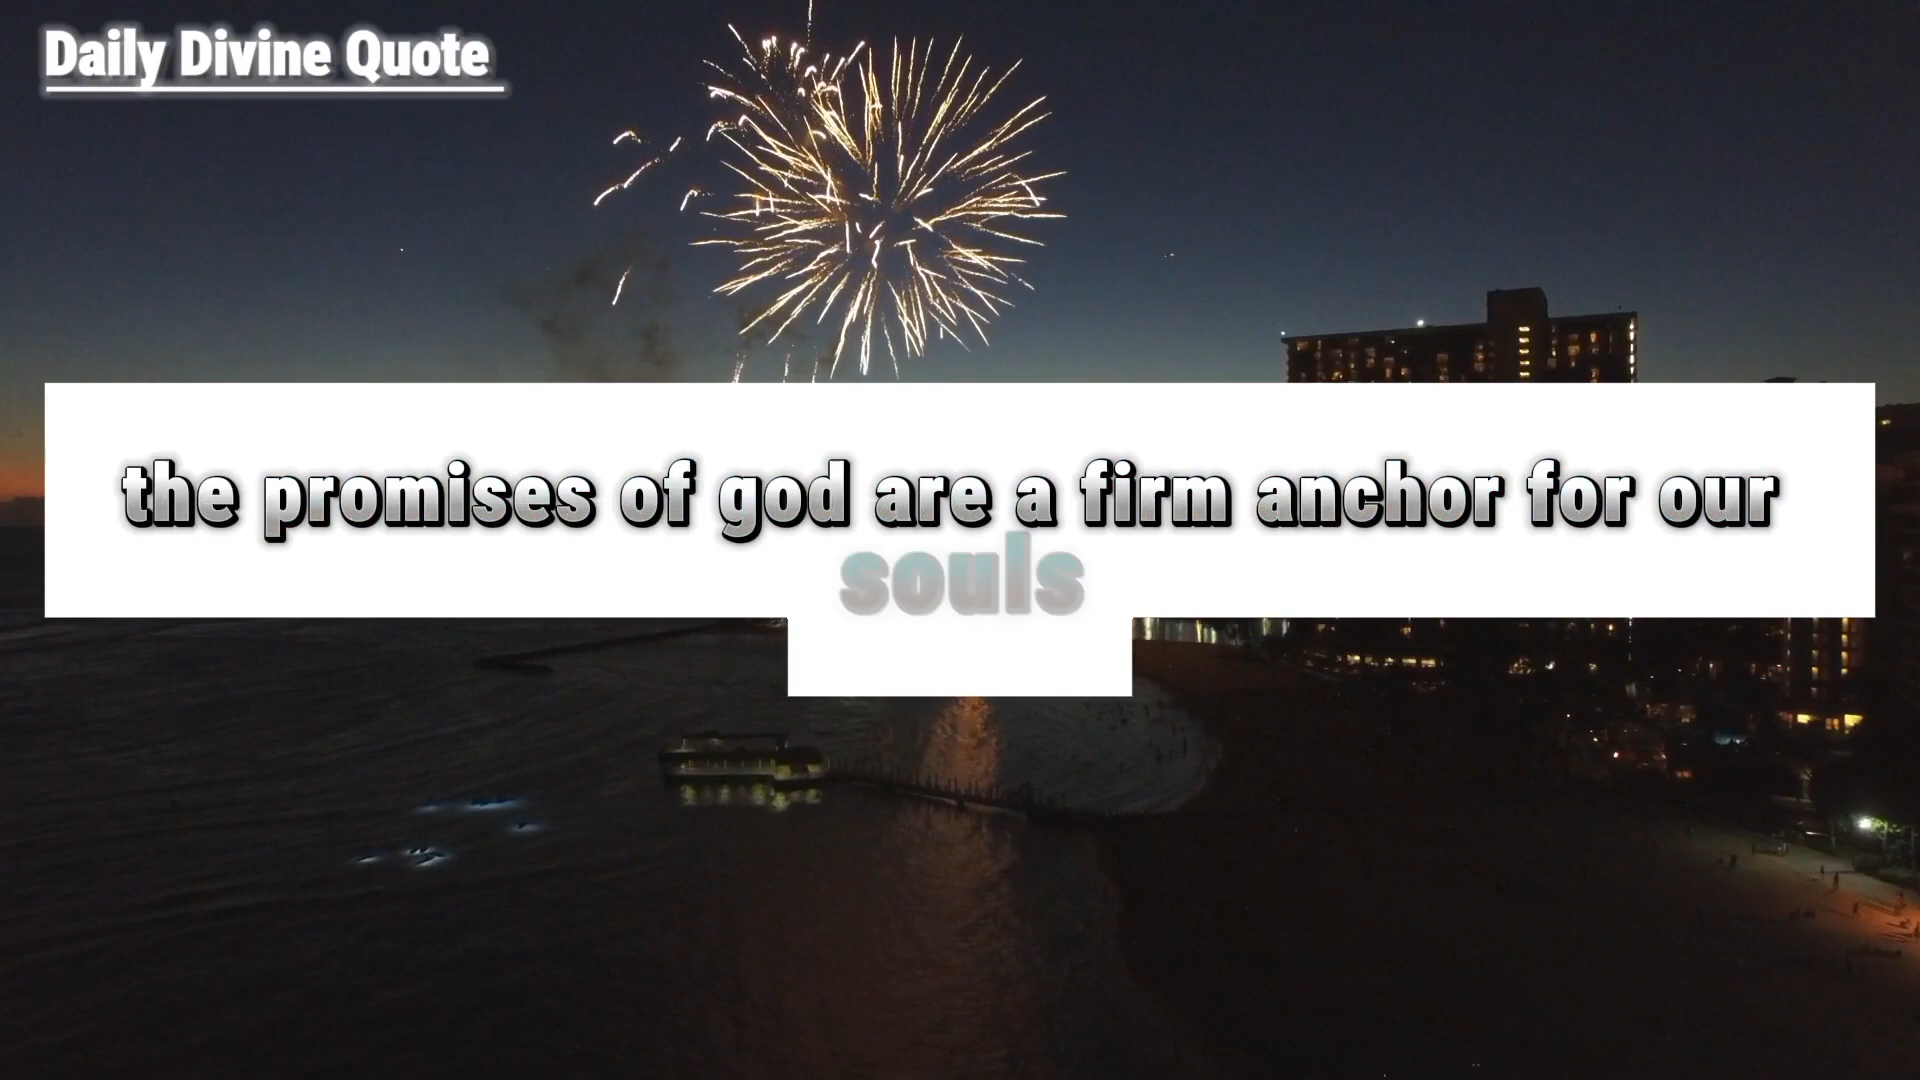 Daily Divine Quote
the promises of god are a firm anchor for our
souls